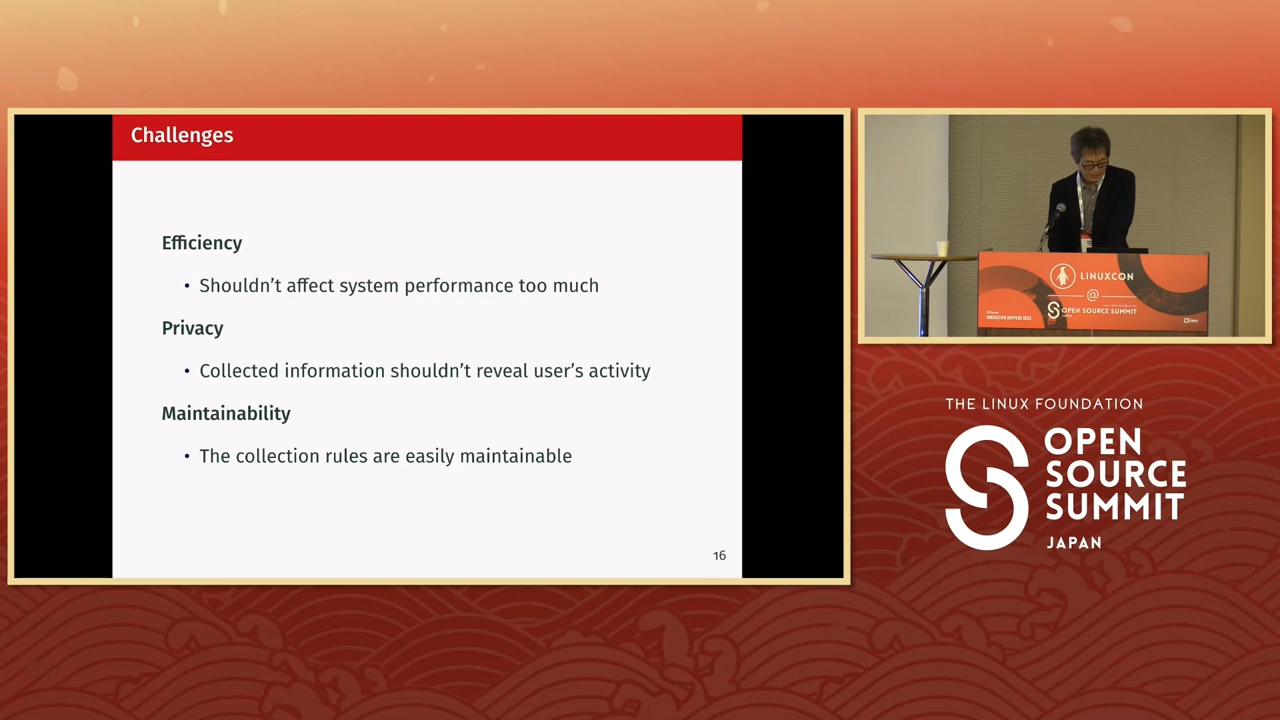 Challenges
Efficiency
• Shouldn't affect system performance too much
Privacy
• Collected information shouldn't reveal user's activity
Maintainability
• The collection rules are easily maintainable
16
LINUXCON
@
OPEN SOURCE SUMMIT
THE LINUX FOUNDATION
OPEN
SOURCE
SUMMIT
JAPAN